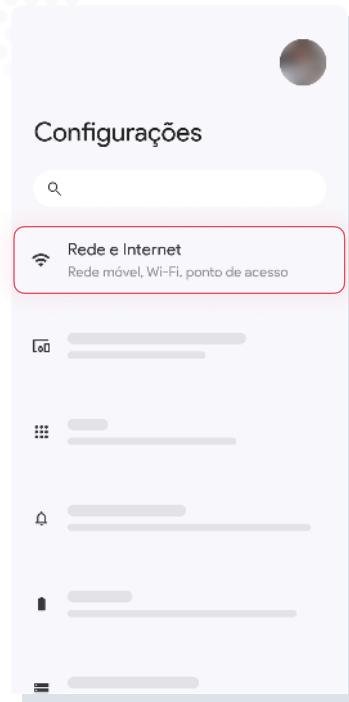 Configurações
Rede e Internet
Rede móvel, Wi-Fi, ponto de acesso